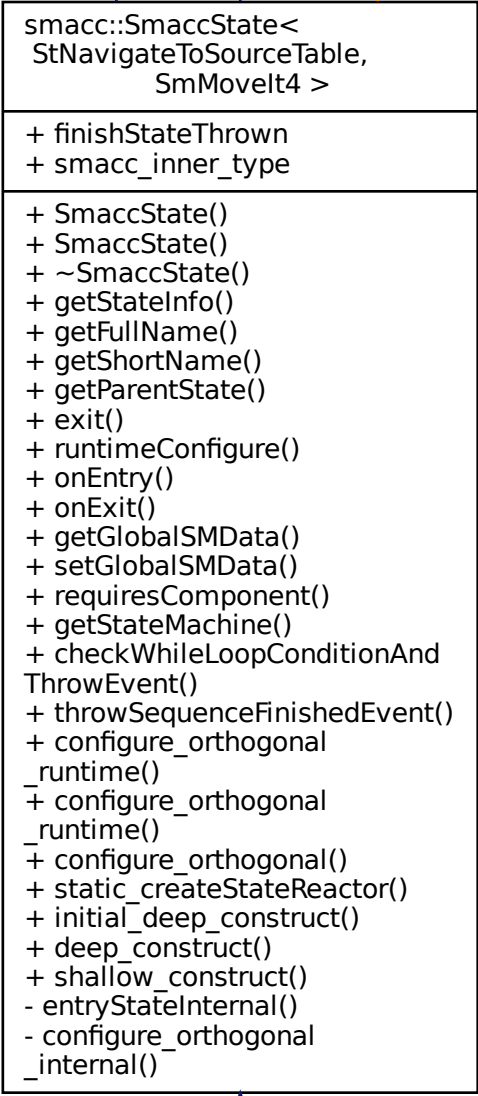 smacc::SmaccState<
StNavigateToSourceTable,
SmMoveIt4 >
+ finishStateThrown
+ smacc_inner_type
+ SmaccState()
+ SmaccState()
+ ~SmaccState()
+ getStateInfo()
+ getFullName()
+ getShortName()
+ getParentState()
+ exit()
+ runtimeConfigure()
+ onEntry()
+ onExit()
+ getGlobalSMData()
+ setGlobalSMData()
+ requiresComponent()
+ getStateMachine()
+ checkWhileLoopConditionAnd
ThrowEvent()
+ throwSequenceFinishedEvent()
+ configure_orthogonal
_runtime()
+ configure_orthogonal
_runtime()
+ configure_orthogonal()
+ static_createStateReactor()
+ initial_deep_construct()
+ deep_construct()
+ shallow_construct()
- entryStateInternal()
- configure_orthogonal
_internal()